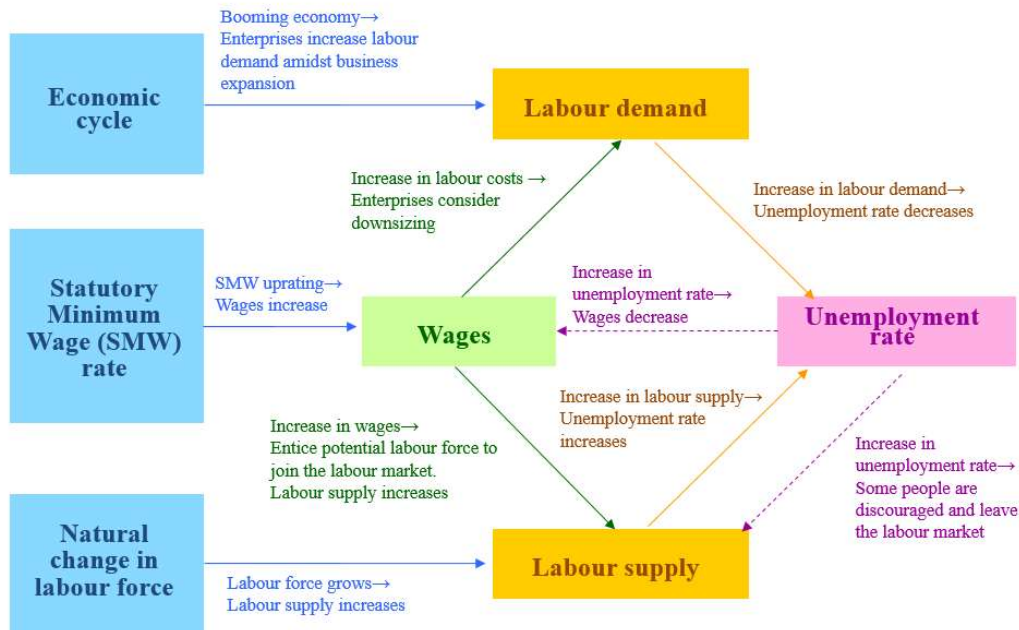 Booming economy→
Enterprises increase labour
demand amidst business
expansion
Economic
cycle
Labour demand
Increase in labour costs →
Enterprises consider
downsizing
Increase in labour demand→
Unemployment rate decreases
Statutory
Minimum
Wage (SMW)
rate
SMW uprating→
Wages increase
Wages
Increase in
unemployment rate→
Wages decrease
Unemployment
rate
Increase in wages→
Entice potential labour force to
join the labour market.
Labour supply increases
Increase in labour supply→
Unemployment rate
increases
Increase in
unemployment rate→
Some people are
discouraged and leave
the labour market
Natural
change in
labour force
Labour force grows→
Labour supply increases
Labour supply